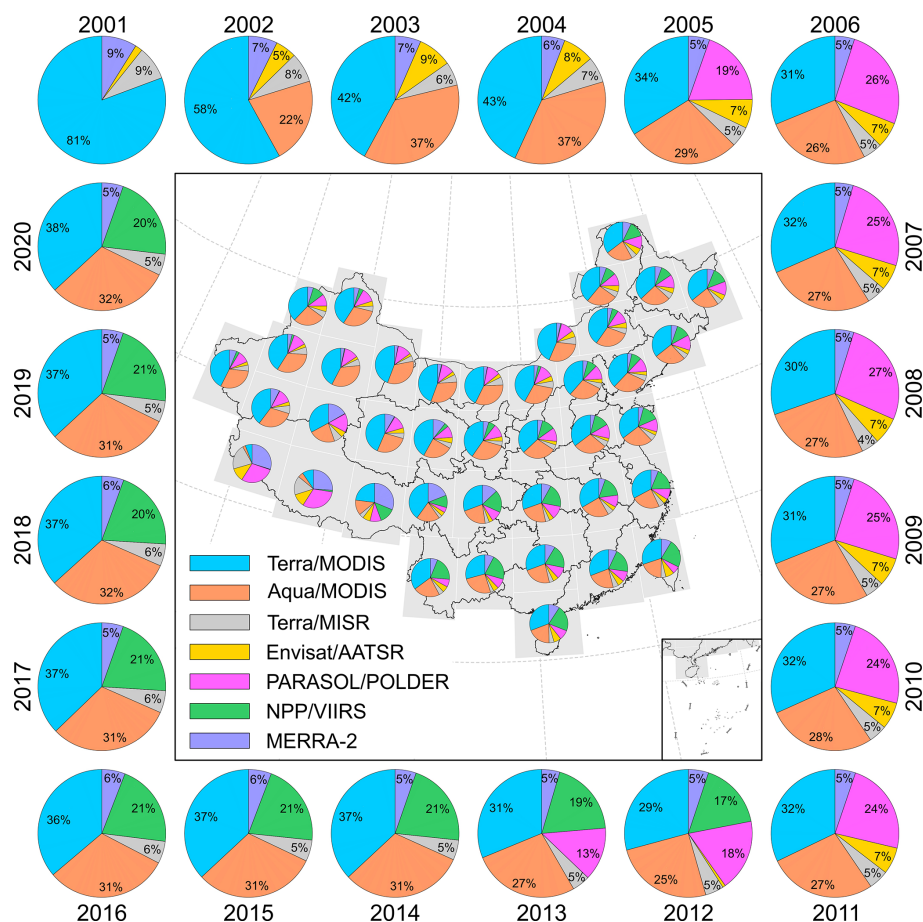 2001 2002 2003 2004 2005 2006
9% 9% 81%
7% 5% 8% 22% 58%
7% 9% 6% 37% 42%
6% 8% 7% 37% 43%
5% 19% 7% 5% 29% 34%
5% 26% 7% 5% 26% 31%
2020
5% 20% 5% 32% 38%
2007
5% 25% 7% 5% 27% 32%
2019
5% 21% 5% 31% 37%
2008
5% 27% 7% 4% 27% 30%
2018
6% 20% 6% 32% 37%
2009
5% 25% 7% 5% 27% 31%
Terra/MODIS
Aqua/MODIS
Terra/MISR
Envisat/AATSR
PARASOL/POLDER
NPP/VIIRS
MERRA-2
2017
5% 21% 6% 31% 37%
2010
5% 24% 7% 5% 28% 32%
6% 21% 6% 31% 36%
6% 21% 5% 31% 37%
5% 21% 5% 31% 37%
5% 19% 13% 5% 27% 31%
5% 17% 18% 5% 25% 29%
5% 24% 7% 5% 27% 32%
2016 2015 2014 2013 2012 2011